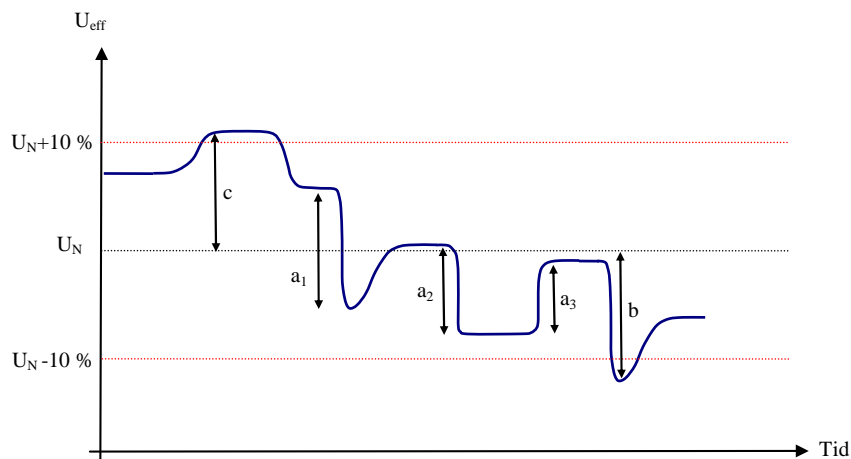 U_eff
U_N+10 %
c
U_N
a_1
a_2
a_3
b
U_N -10 %
Tid